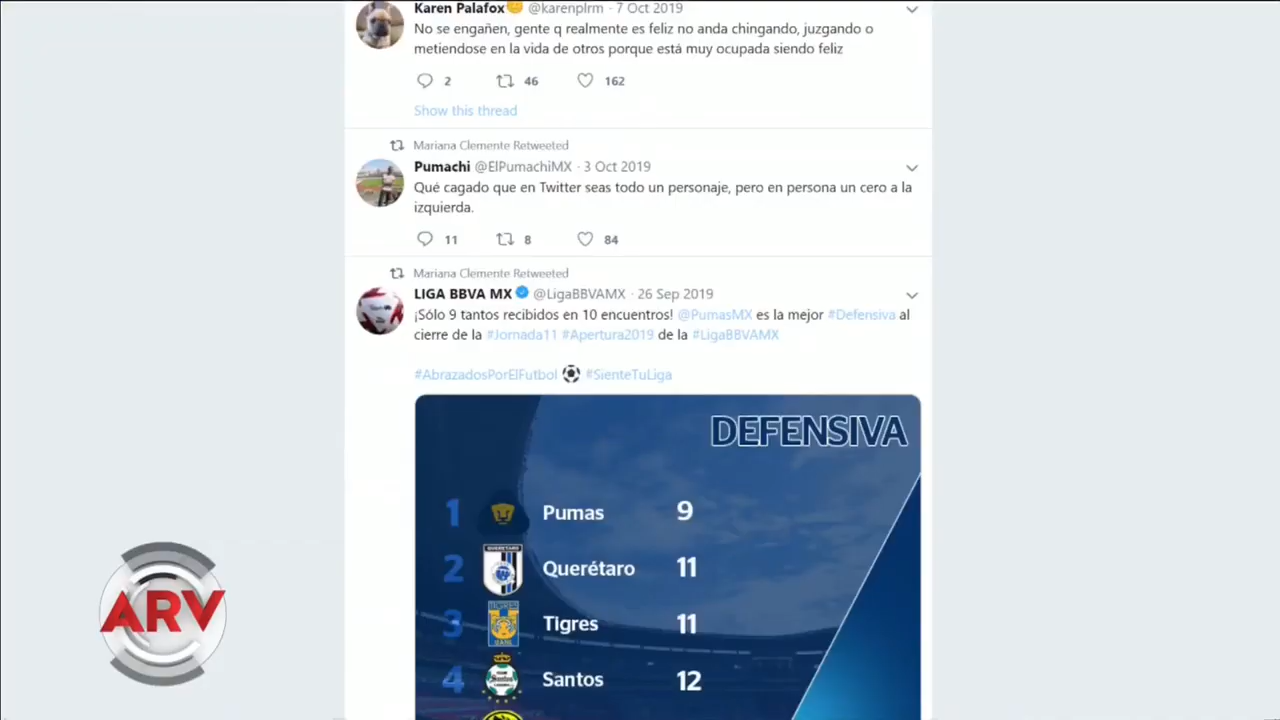 Karen Palafox @karenplrm · 7 Oct 2019
No se engañen, gente q realmente es feliz no anda chingando, juzgando o
metiendose en la vida de otros porque está muy ocupada siendo feliz
2 46 162
Show this thread
Mariana Clemente Retweeted
Pumachi @ElPumachiMX · 3 Oct 2019
Qué cagado que en Twitter seas todo un personaje, pero en persona un cero a la
izquierda.
11 8 84
Mariana Clemente Retweeted
LIGA BBVA MX @LigaBBVAMX · 26 Sep 2019
¡Sólo 9 tantos recibidos en 10 encuentros! @PumasMX es la mejor #Defensiva al
cierre de la #Jornada11 #Apertura2019 de la #LigaBBVAMX
#AbrazadosPorElFutbol ⚽ #SienteTuLiga
DEFENSIVA
1 Pumas 9
2 Querétaro 11
3 Tigres 11
4 Santos 12
ARV